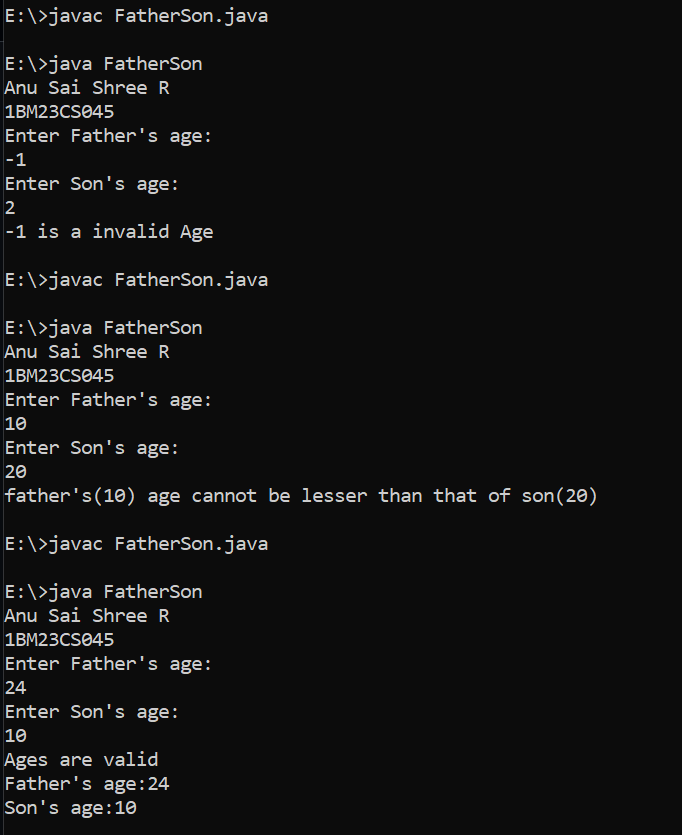 E:\>javac FatherSon.java
E:\>java FatherSon
Anu Sai Shree R
1BM23CS045
Enter Father's age:
-1
Enter Son's age:
2
-1 is a invalid Age
E:\>javac FatherSon.java
E:\>java FatherSon
Anu Sai Shree R
1BM23CS045
Enter Father's age:
10
Enter Son's age:
20
father's(10) age cannot be lesser than that of son(20)
E:\>javac FatherSon.java
E:\>java FatherSon
Anu Sai Shree R
1BM23CS045
Enter Father's age:
24
Enter Son's age:
10
Ages are valid
Father's age:24
Son's age:10